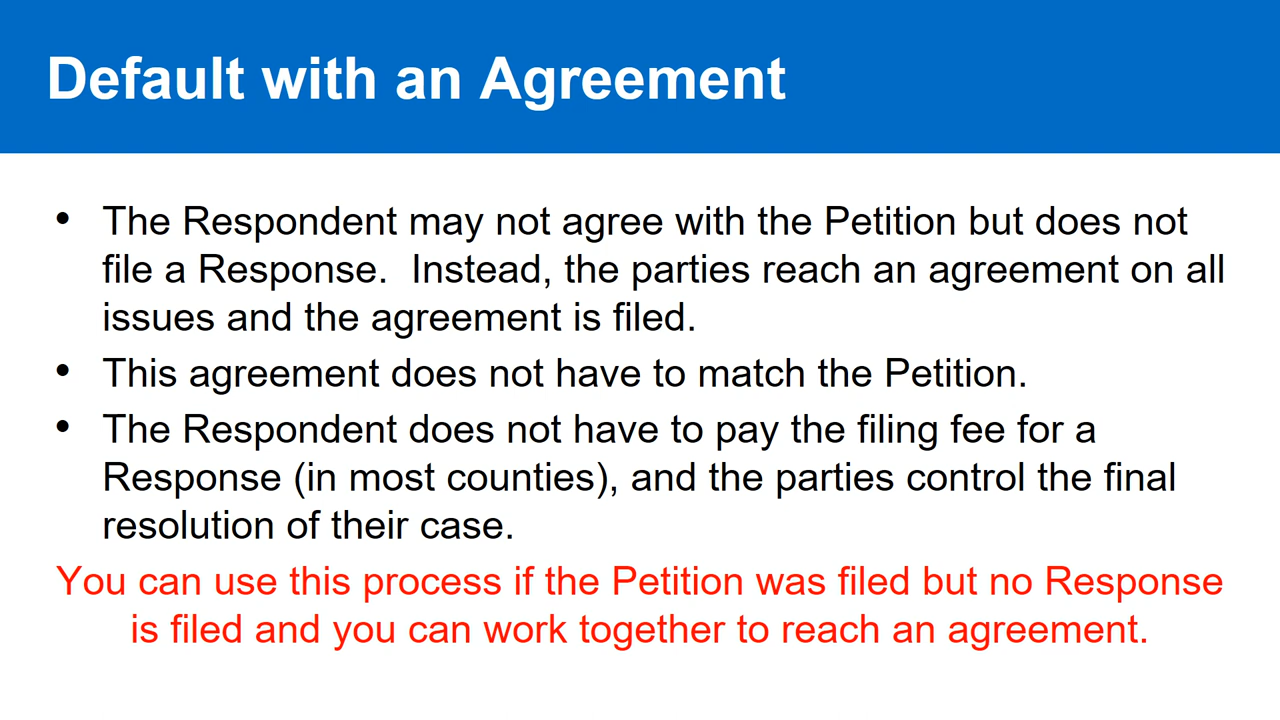 Default with an Agreement
• The Respondent may not agree with the Petition but does not
file a Response.  Instead, the parties reach an agreement on all
issues and the agreement is filed.
• This agreement does not have to match the Petition.
• The Respondent does not have to pay the filing fee for a
Response (in most counties), and the parties control the final
resolution of their case.
You can use this process if the Petition was filed but no Response
is filed and you can work together to reach an agreement.